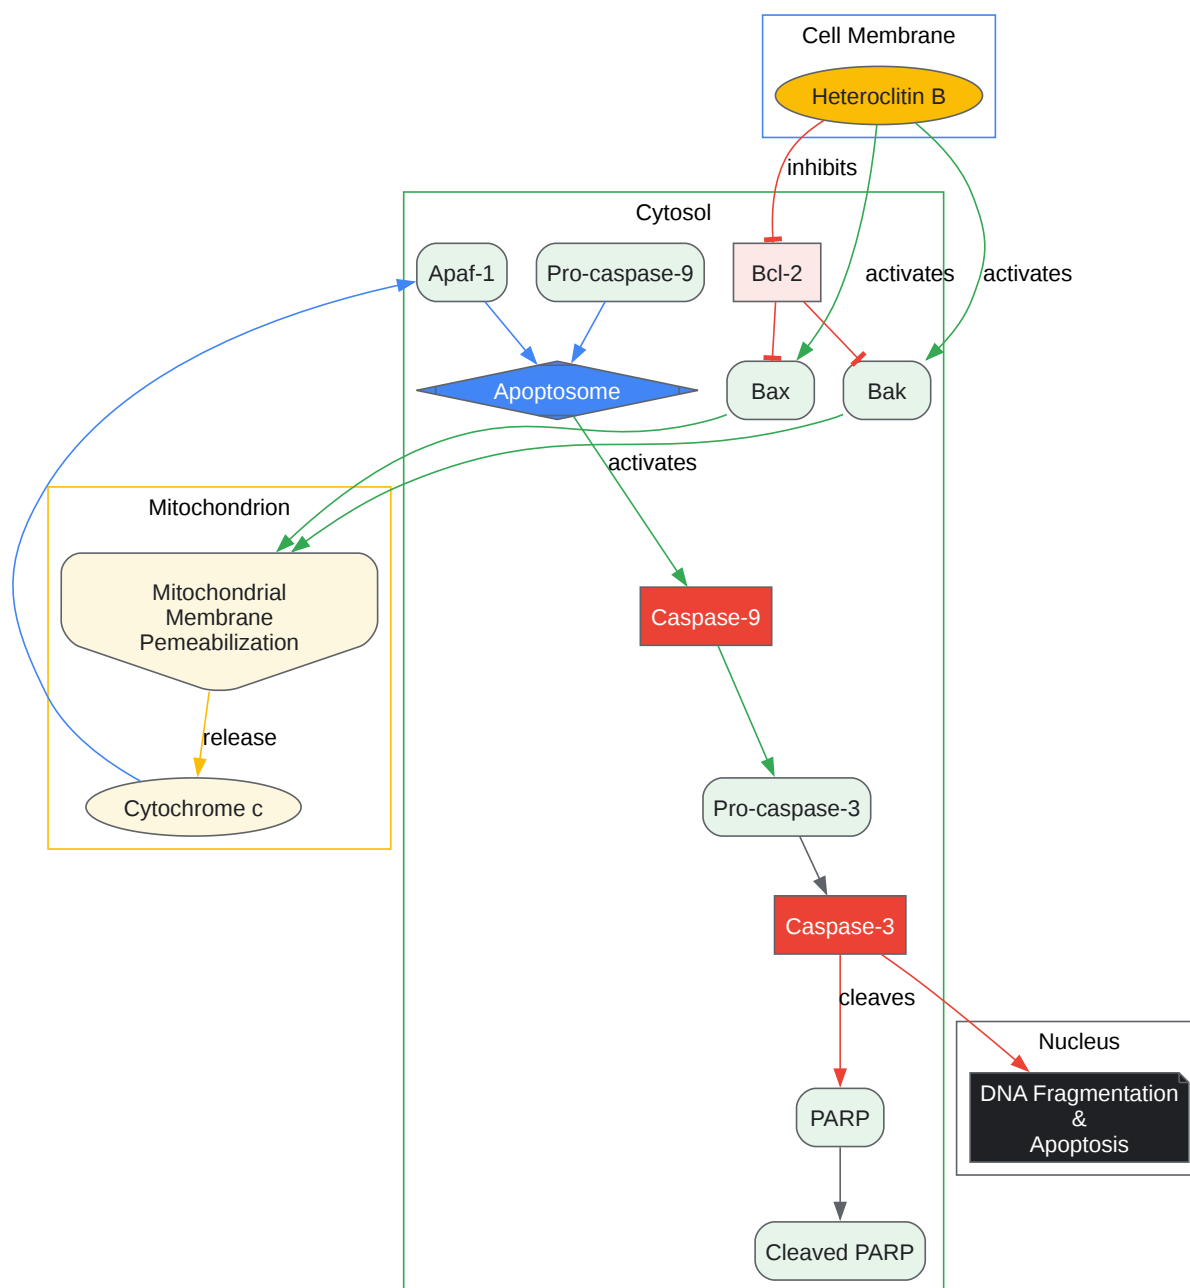 Cell Membrane
Heteroclitin B
inhibits
Cytosol
Apaf-1
Pro-caspase-9
Bcl-2
activates
activates
Apoptosome
Bax
Bak
activates
Mitochondrion
Mitochondrial
Membrane
Pemeabilization
Caspase-9
release
Cytochrome c
Pro-caspase-3
Caspase-3
cleaves
Nucleus
DNA Fragmentation
&
Apoptosis
PARP
Cleaved PARP